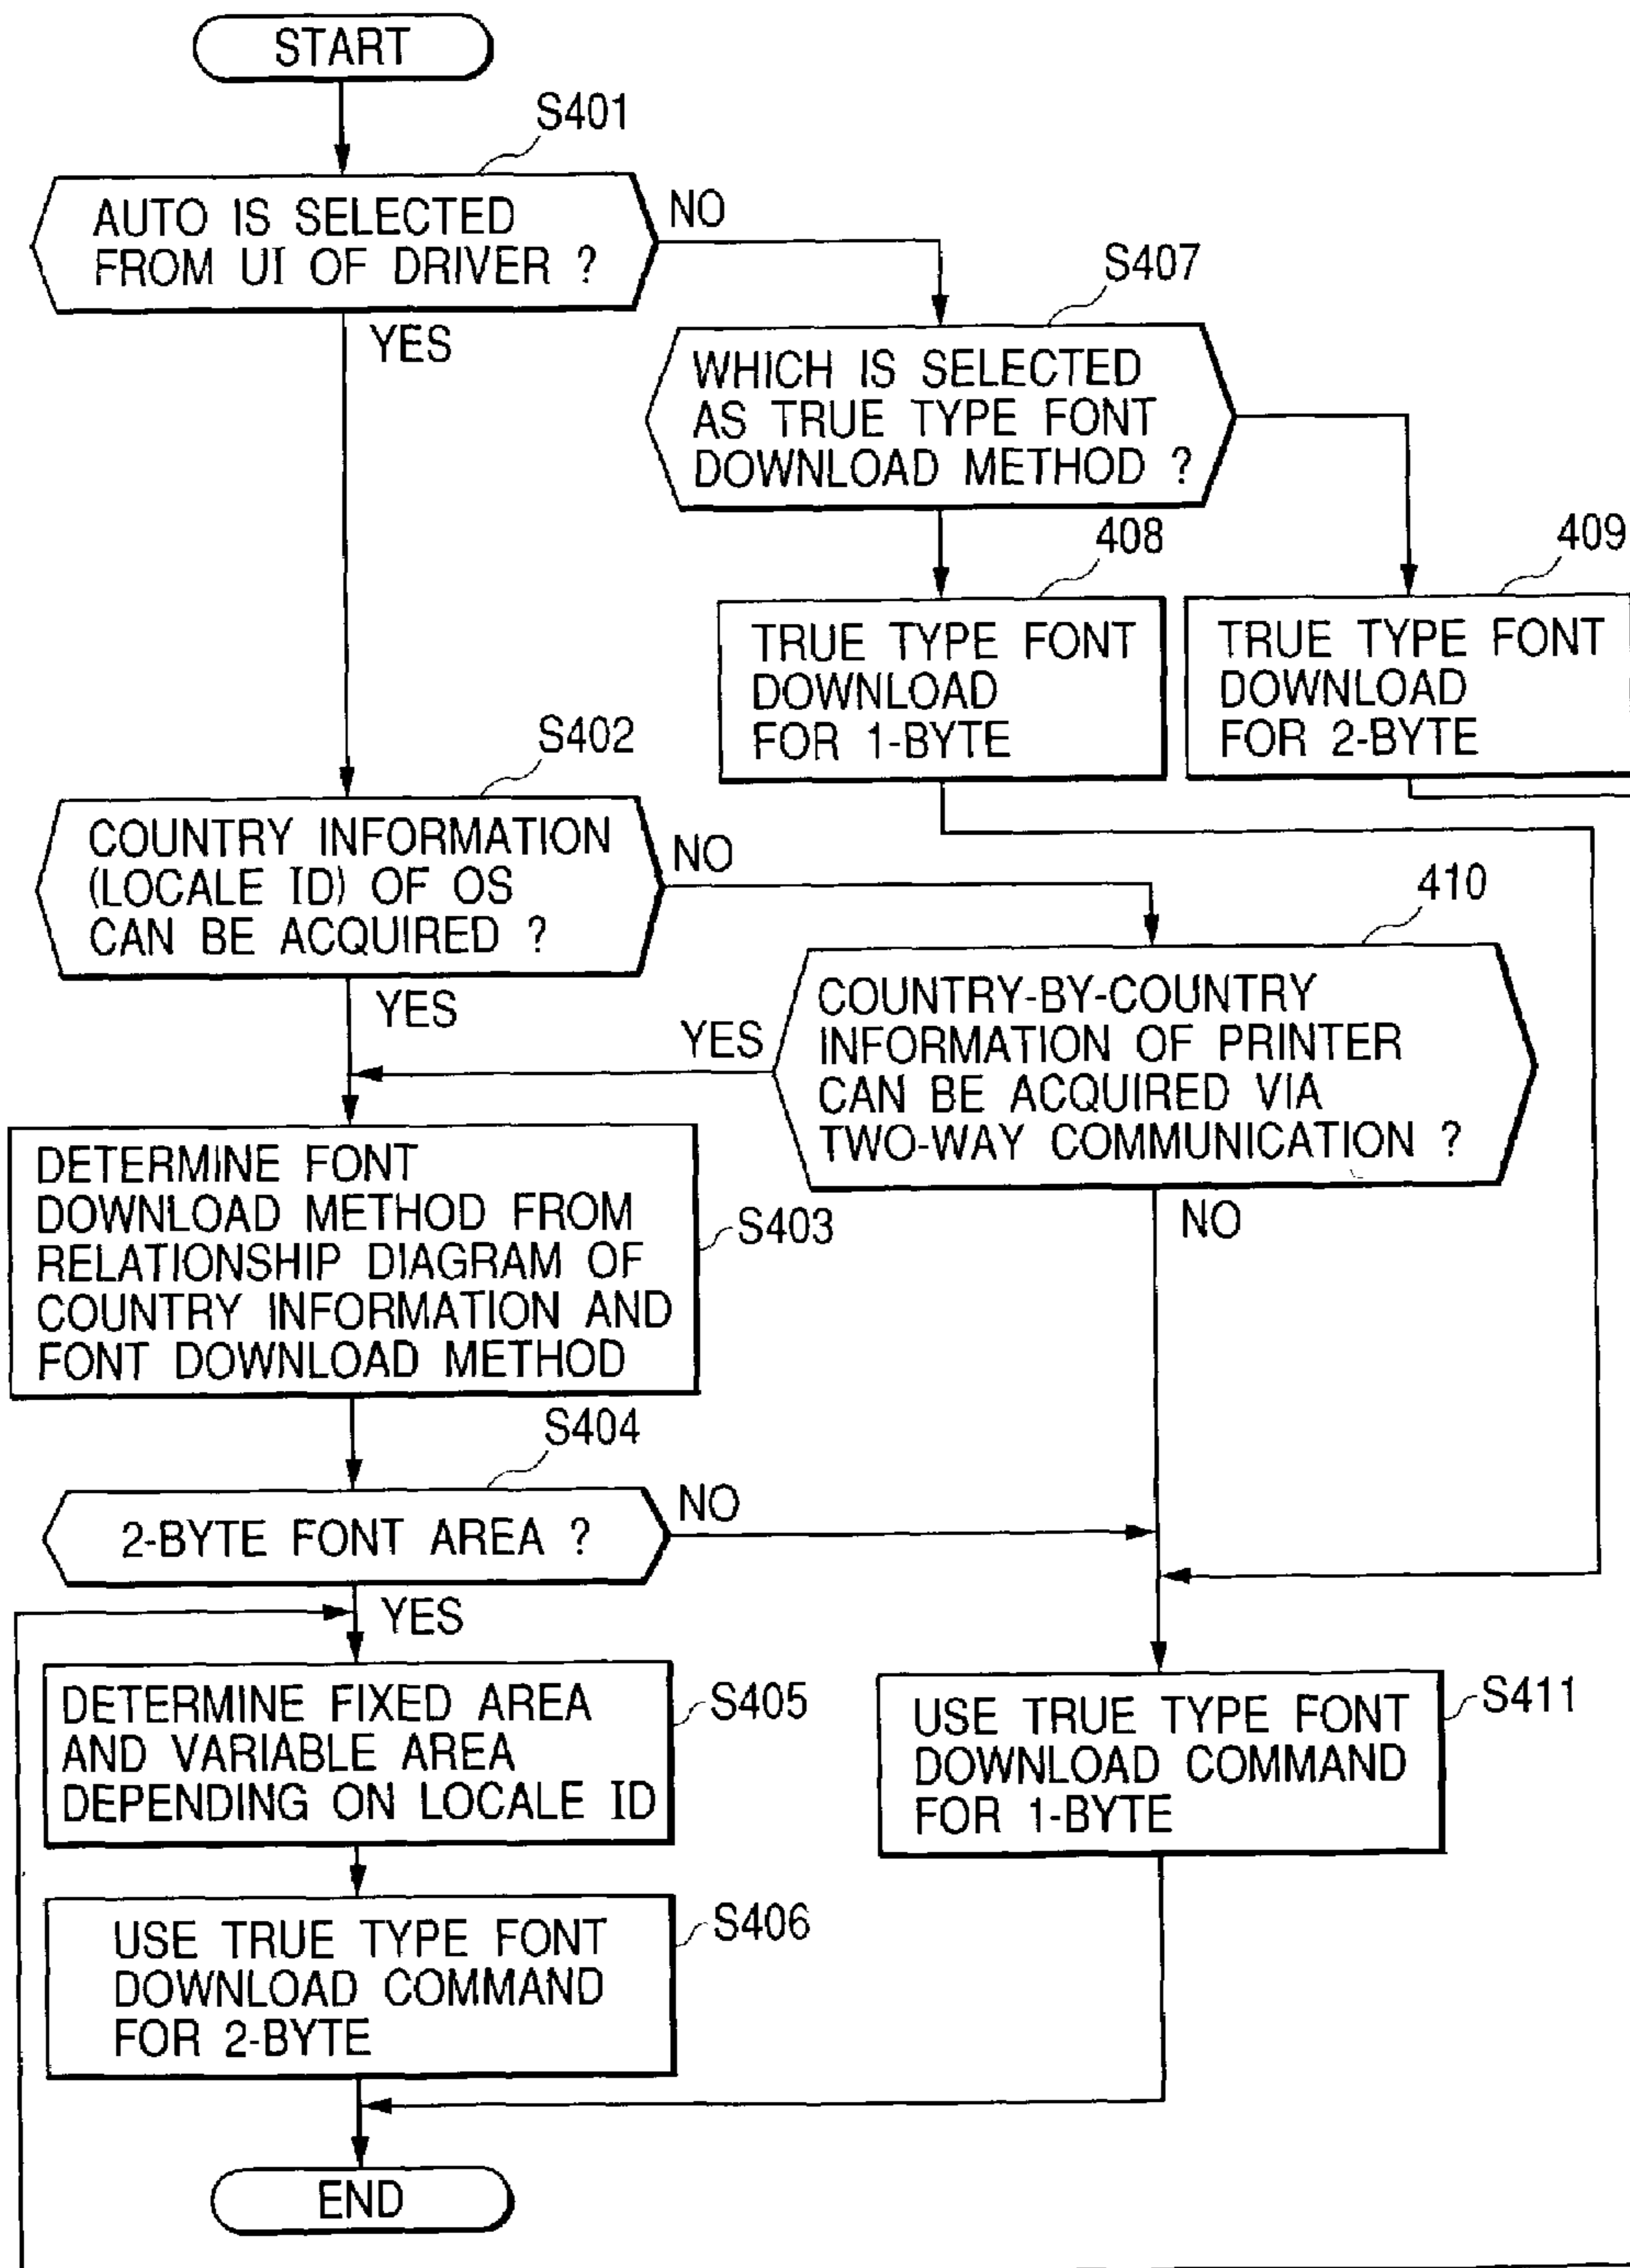 START
S401
AUTO IS SELECTED
FROM UI OF DRIVER ?
NO
YES
S407
WHICH IS SELECTED
AS TRUE TYPE FONT
DOWNLOAD METHOD ?
408
TRUE TYPE FONT
DOWNLOAD
FOR 1-BYTE
409
TRUE TYPE FONT
DOWNLOAD
FOR 2-BYTE
S402
COUNTRY INFORMATION
(LOCALE ID) OF OS
CAN BE ACQUIRED ?
NO
YES
410
COUNTRY-BY-COUNTRY
INFORMATION OF PRINTER
CAN BE ACQUIRED VIA
TWO-WAY COMMUNICATION ?
YES
NO
DETERMINE FONT
DOWNLOAD METHOD FROM
RELATIONSHIP DIAGRAM OF
COUNTRY INFORMATION AND
FONT DOWNLOAD METHOD
S403
S404
2-BYTE FONT AREA ?
NO
YES
DETERMINE FIXED AREA
AND VARIABLE AREA
DEPENDING ON LOCALE ID
S405
USE TRUE TYPE FONT
DOWNLOAD COMMAND
FOR 1-BYTE
S411
USE TRUE TYPE FONT
DOWNLOAD COMMAND
FOR 2-BYTE
S406
END